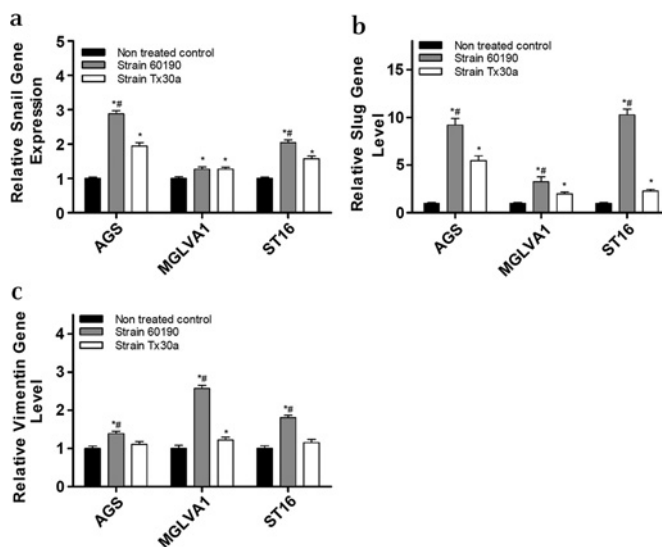 a
Relative Snail Gene
Expression
5
4
3
2
1
0
Non treated control
Strain 60190
Strain Tx30a
*#
*
*
*
*#
*
AGS
MGLVA1
ST16
b
Relative Slug Gene
Level
15
10
5
0
Non treated control
Strain 60190
Strain Tx30a
*#
*
*#
*
*#
*
AGS
MGLVA1
ST16
c
Relative Vimentin Gene
Level
4
3
2
1
0
Non treated control
Strain 60190
Strain Tx30a
*#
*#
*
*#
AGS
MGLVA1
ST16